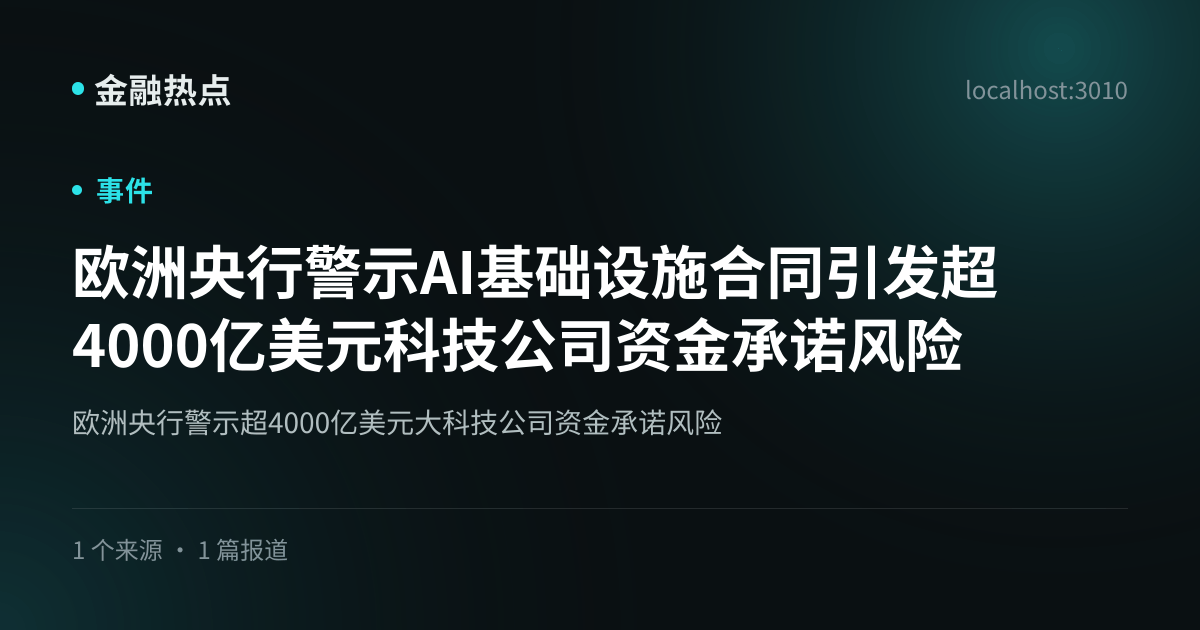 金融热点
localhost:3010
事件
欧洲央行警示AI基础设施合同引发超
4000亿美元科技公司资金承诺风险
欧洲央行警示超4000亿美元大科技公司资金承诺风险
1 个来源 · 1 篇报道